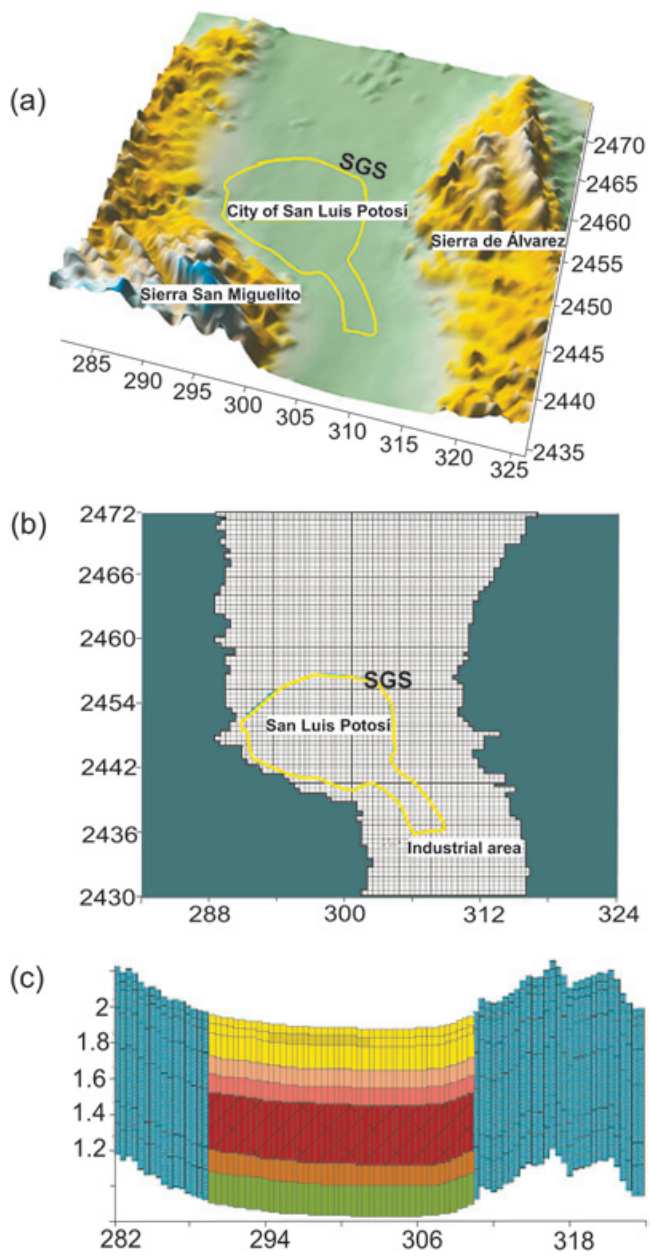 (a)
SGS
City of San Luis Potosí
Sierra de Álvarez
Sierra San Miguelito
2470
2465
2460
2455
2450
2445
2440
2435
285 290 295 300 305 310 315 320 325
(b)
2472
2466
2460
2454
2442
2436
2430
SGS
San Luis Potosí
Industrial area
288 300 312 324
(c)
2
1.8
1.6
1.4
1.2
282 294 306 318